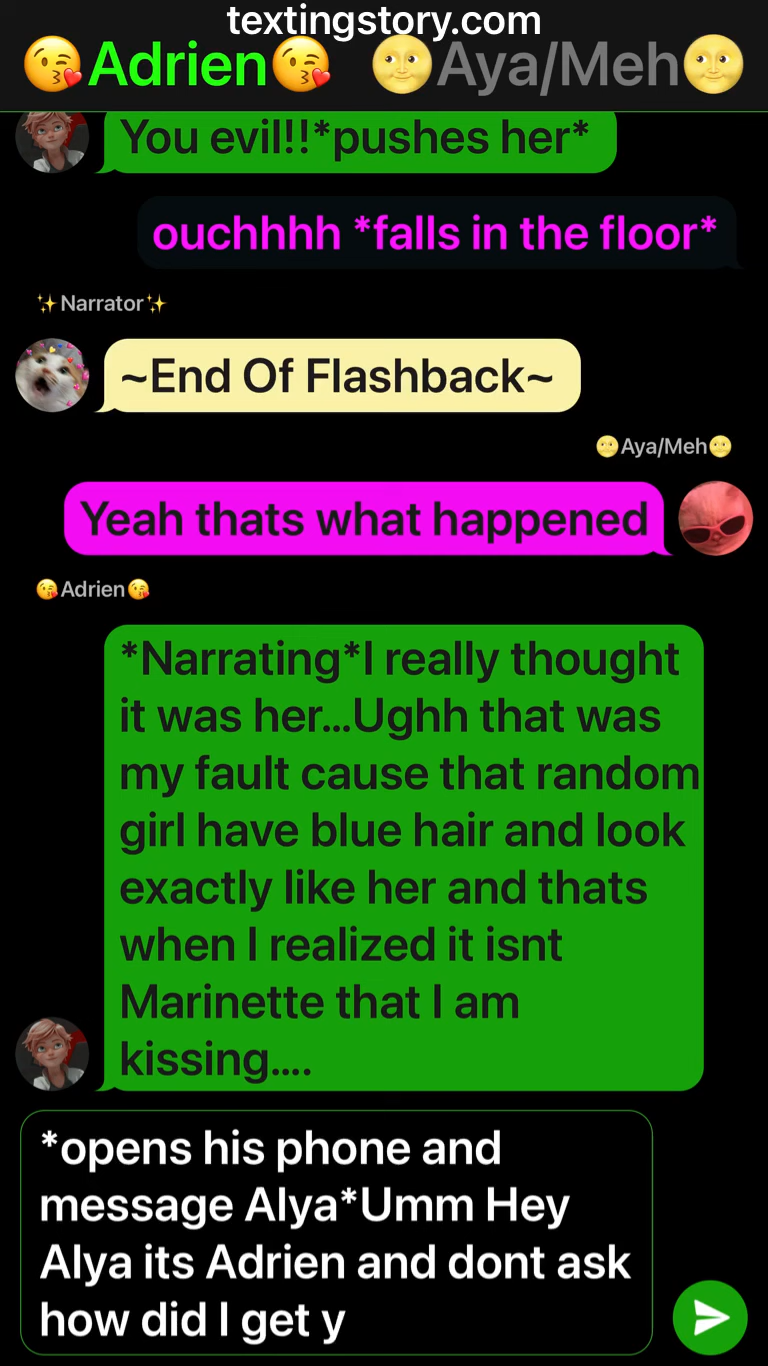 textingstory.com
😘Adrien😘 🌝Aya/Meh🌝
You evil!!*pushes her*
ouchhhh *falls in the floor*
✨Narrator✨
~End Of Flashback~
🌝Aya/Meh🌝
Yeah thats what happened
😘Adrien😘
*Narrating*I really thought
it was her...Ughh that was
my fault cause that random
girl have blue hair and look
exactly like her and thats
when I realized it isnt
Marinette that I am
kissing....
*opens his phone and
message Alya*Umm Hey
Alya its Adrien and dont ask
how did I get y